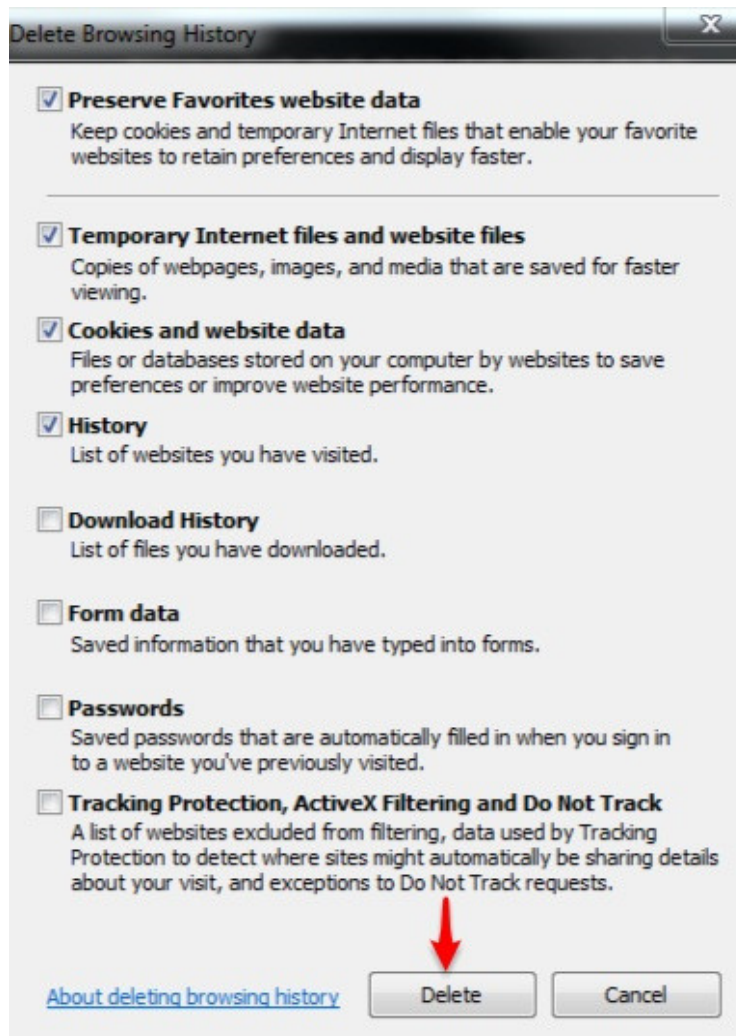 Delete Browsing History
Preserve Favorites website data
Keep cookies and temporary Internet files that enable your favorite
websites to retain preferences and display faster.
Temporary Internet files and website files
Copies of webpages, images, and media that are saved for faster
viewing.
Cookies and website data
Files or databases stored on your computer by websites to save
preferences or improve website performance.
History
List of websites you have visited.
Download History
List of files you have downloaded.
Form data
Saved information that you have typed into forms.
Passwords
Saved passwords that are automatically filled in when you sign in
to a website you've previously visited.
Tracking Protection, ActiveX Filtering and Do Not Track
A list of websites excluded from filtering, data used by Tracking
Protection to detect where sites might automatically be sharing details
about your visit, and exceptions to Do Not Track requests.
About deleting browsing history Delete Cancel